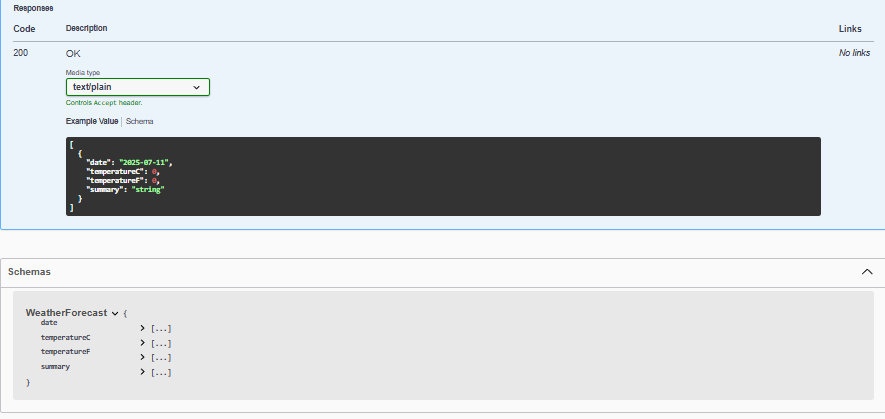 Responses
Code Description Links
200 OK No links
Media type
text/plain
Controls Accept header.
Example Value | Schema
[
  {
    "date": "2025-07-11",
    "temperatureC": 0,
    "temperatureF": 0,
    "summary": "string"
  }
]
Schemas
WeatherForecast {
date
[...]
temperatureC
[...]
temperatureF
[...]
summary
[...]
}